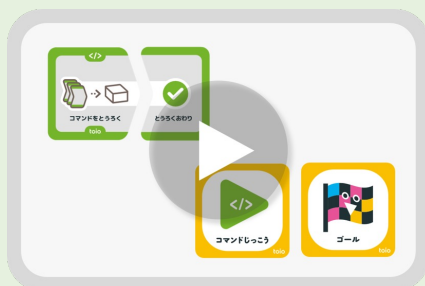 </>
コマンドをとうろく
とうろくおわり
toio
</>
コマンドじっこう
toio
ゴール
toio